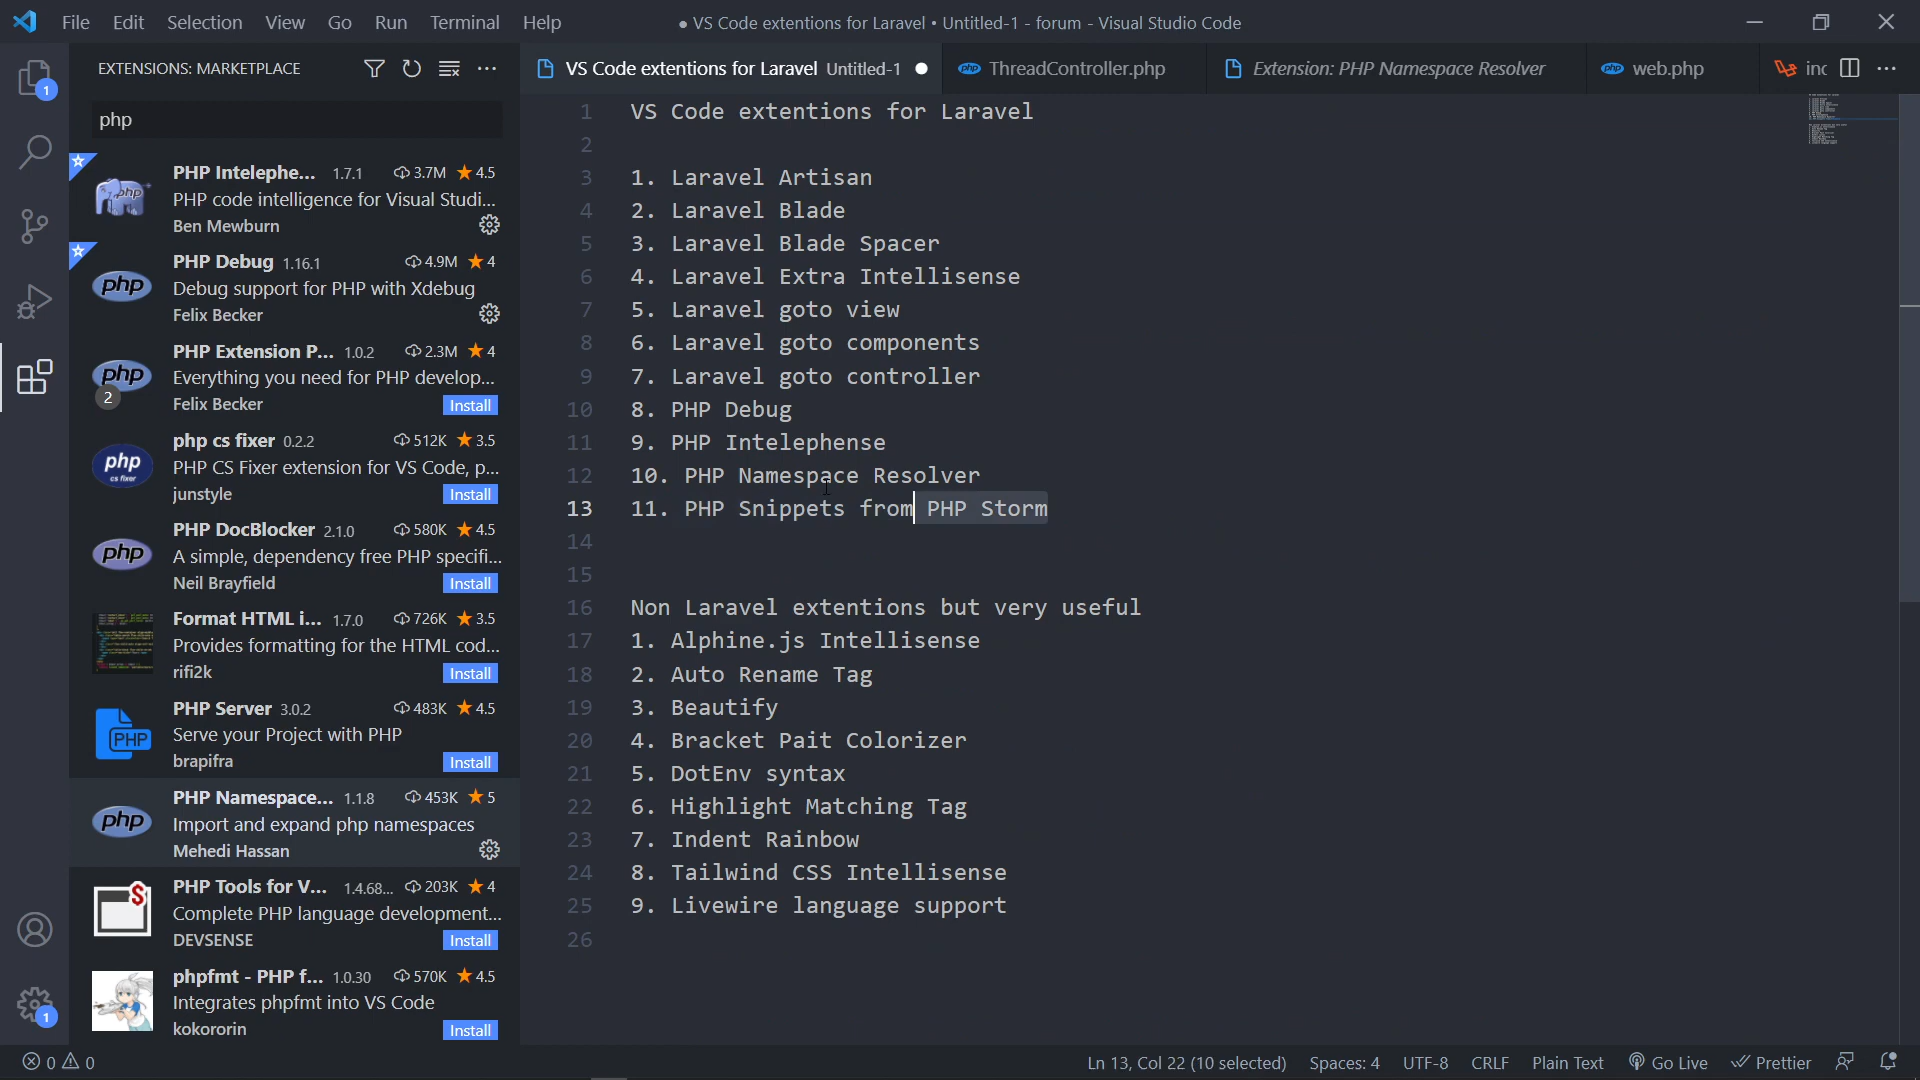 File Edit Selection View Go Run Terminal Help
● VS Code extentions for Laravel • Untitled-1 - forum - Visual Studio Code
EXTENSIONS: MARKETPLACE
VS Code extentions for Laravel Untitled-1
ThreadController.php
Extension: PHP Namespace Resolver
web.php
inc
1
php
PHP Intelephe... 1.7.1 3.7M 4.5
PHP code intelligence for Visual Studi...
Ben Mewburn
PHP Debug 1.16.1 4.9M 4
Debug support for PHP with Xdebug
Felix Becker
PHP Extension P... 1.0.2 2.3M 4
Everything you need for PHP develop...
Felix Becker Install
php
2
php cs fixer 0.2.2 512K 3.5
PHP CS Fixer extension for VS Code, p...
junstyle Install
php
cs fixer
PHP DocBlocker 2.1.0 580K 4.5
A simple, dependency free PHP specifi...
Neil Brayfield Install
php
Format HTML i... 1.7.0 726K 3.5
Provides formatting for the HTML cod...
rifi2k Install
PHP Server 3.0.2 483K 4.5
Serve your Project with PHP
brapifra Install
PHP
PHP Namespace... 1.1.8 453K 5
Import and expand php namespaces
Mehedi Hassan
php
PHP Tools for V... 1.4.68... 203K 4
Complete PHP language development...
DEVSENSE Install
$
phpfmt - PHP f... 1.0.30 570K 4.5
Integrates phpfmt into VS Code
kokororin Install
1
1 VS Code extentions for Laravel
2
3 1. Laravel Artisan
4 2. Laravel Blade
5 3. Laravel Blade Spacer
6 4. Laravel Extra Intellisense
7 5. Laravel goto view
8 6. Laravel goto components
9 7. Laravel goto controller
10 8. PHP Debug
11 9. PHP Intelephense
12 10. PHP Namespace Resolver
13 11. PHP Snippets from PHP Storm
14
15
16 Non Laravel extentions but very useful
17 1. Alphine.js Intellisense
18 2. Auto Rename Tag
19 3. Beautify
20 4. Bracket Pait Colorizer
21 5. DotEnv syntax
22 6. Highlight Matching Tag
23 7. Indent Rainbow
24 8. Tailwind CSS Intellisense
25 9. Livewire language support
26
0 0
Ln 13, Col 22 (10 selected) Spaces: 4 UTF-8 CRLF Plain Text Go Live Prettier